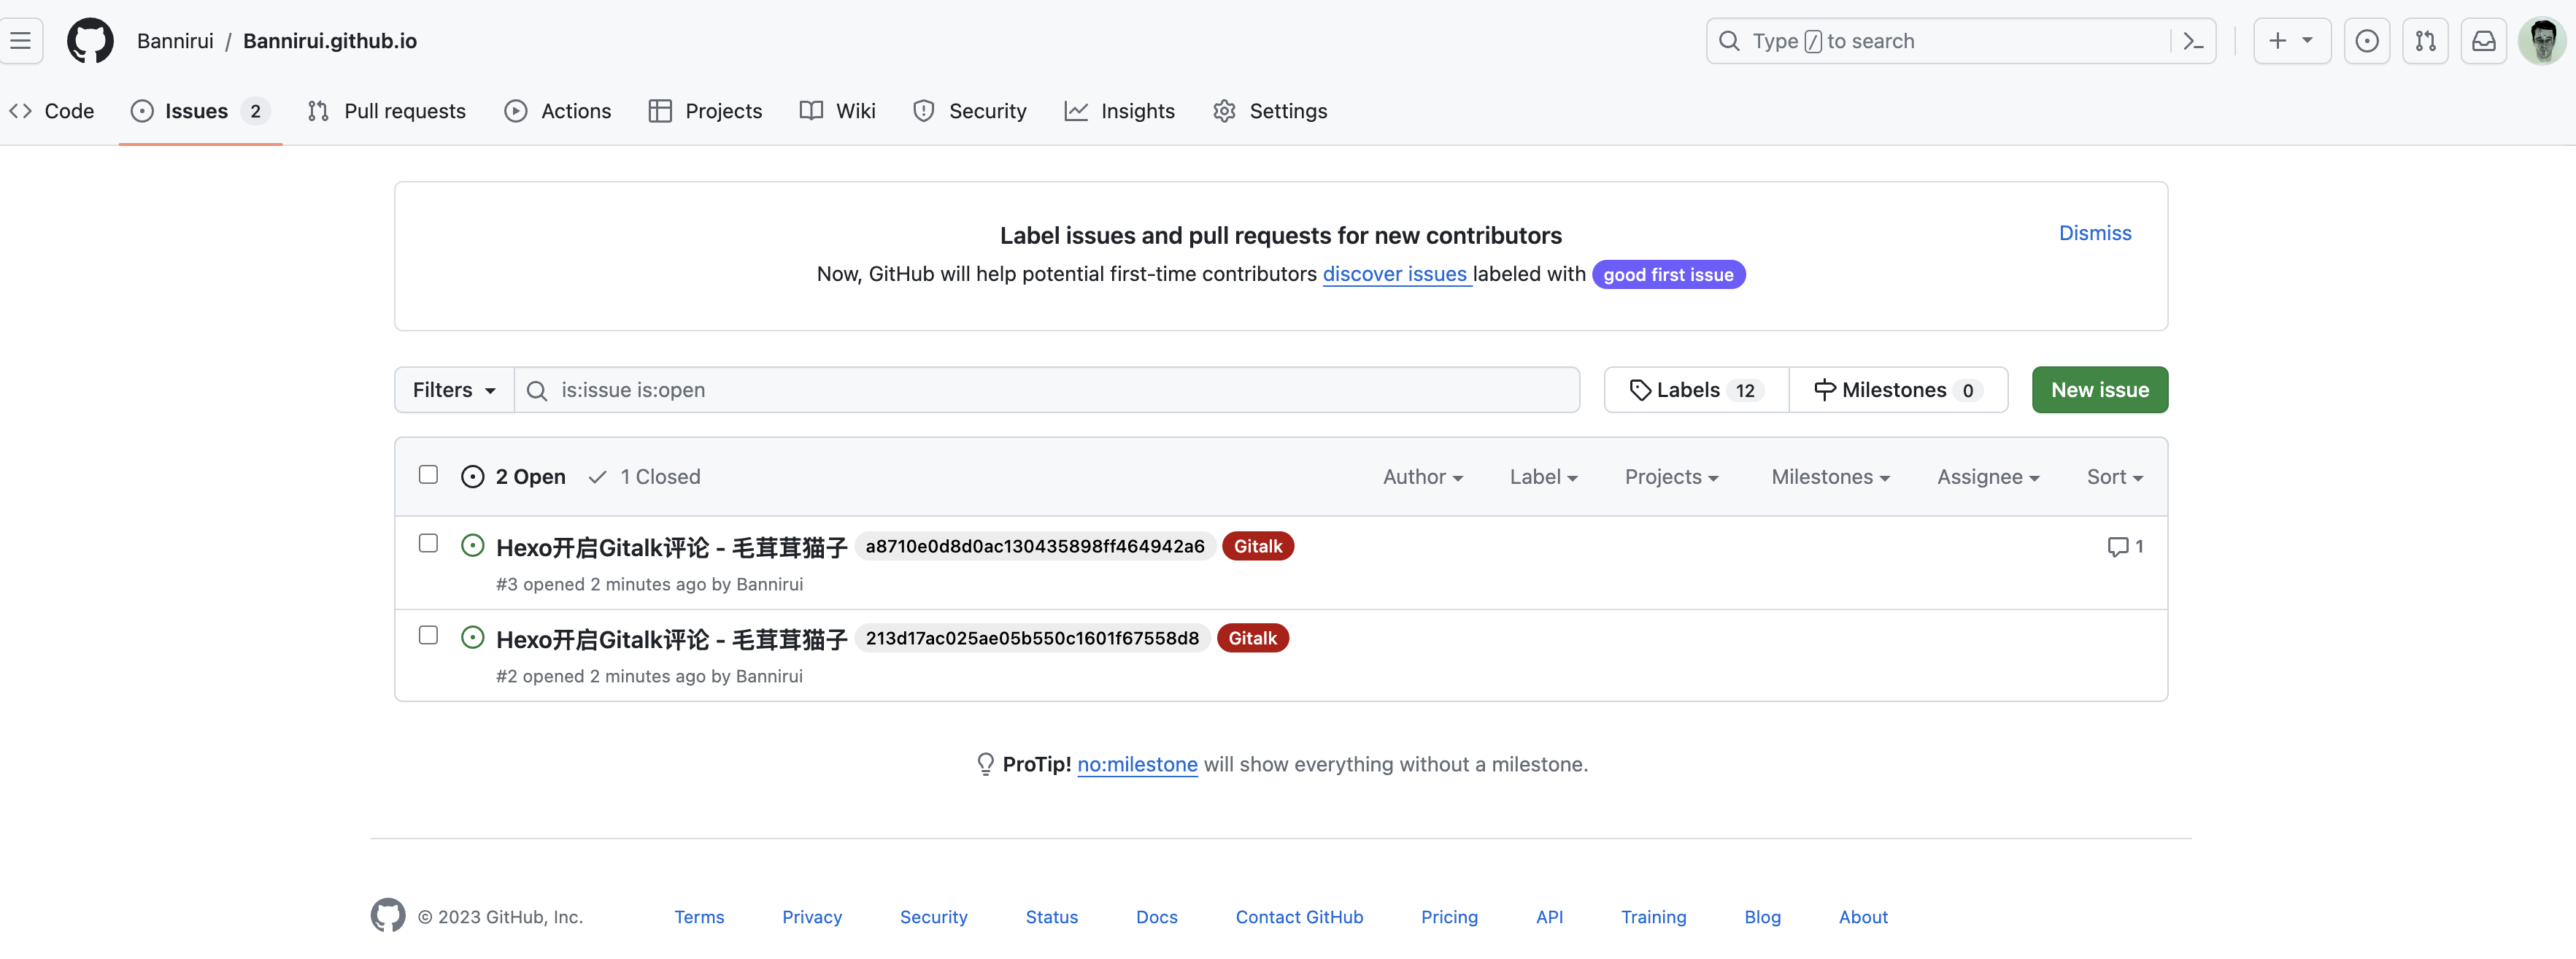 Bannirui / Bannirui.github.io
Type / to search
Code Issues 2 Pull requests Actions Projects Wiki Security Insights Settings
Label issues and pull requests for new contributors
Dismiss
Now, GitHub will help potential first-time contributors discover issues labeled with good first issue
Filters is:issue is:open Labels 12 Milestones 0 New issue
2 Open 1 Closed Author Label Projects Milestones Assignee Sort
Hexo开启Gitalk评论 - 毛茸茸猫子 a8710e0d8d0ac130435898ff464942a6 Gitalk 1
#3 opened 2 minutes ago by Bannirui
Hexo开启Gitalk评论 - 毛茸茸猫子 213d17ac025ae05b550c1601f67558d8 Gitalk
#2 opened 2 minutes ago by Bannirui
ProTip! no:milestone will show everything without a milestone.
© 2023 GitHub, Inc. Terms Privacy Security Status Docs Contact GitHub Pricing API Training Blog About